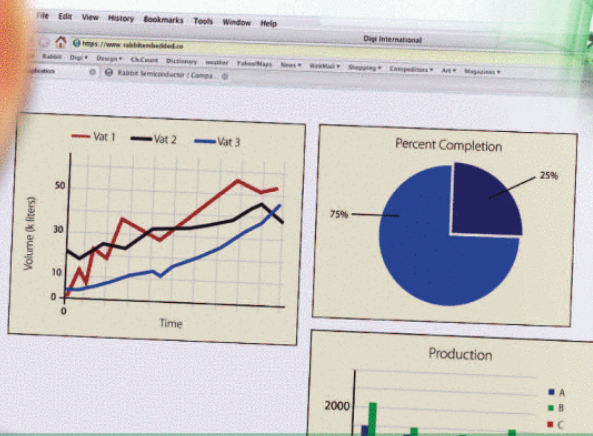 File Edit View History Bookmarks Tools Window Help
Digi International
https://www.rabbitembedded.co
Rabbit Digi Design Ch.Count Dictionary weather Yahoo!Maps News WebMail Shopping Competitors Art Magazines
Rabbit Semiconductor ( Compa...
Vat 1 Vat 2 Vat 3
Volume (k liters)
50
30
10
0
0
Time
Percent Completion
25%
75%
Production
2000
A
B
C